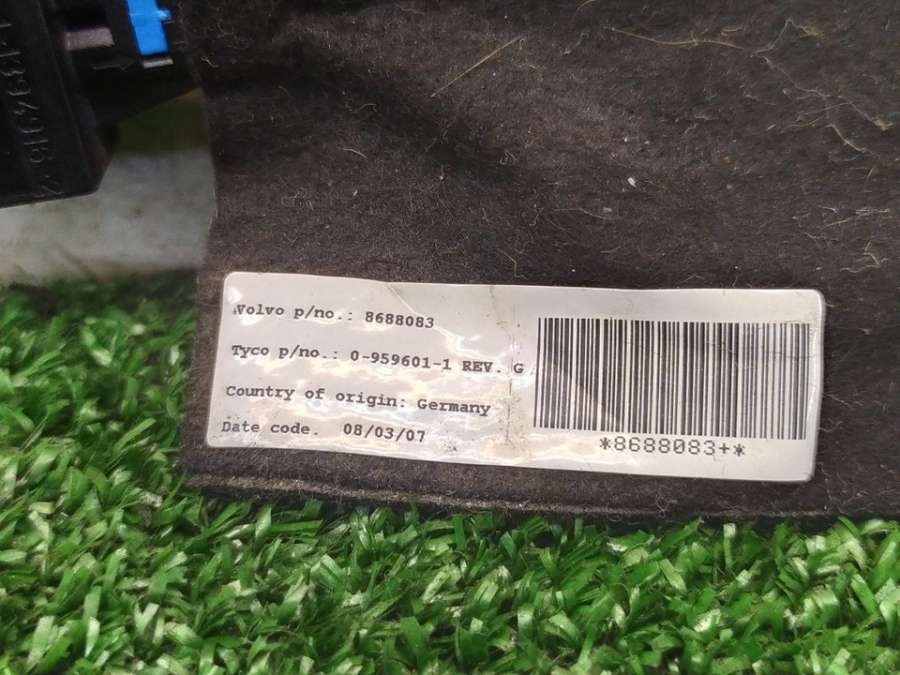 Volvo p/no.: 8688083
Tyco p/no.: 0-959601-1 REV. G
Country of origin: Germany
Date code. 08/03/07
*8688083+*